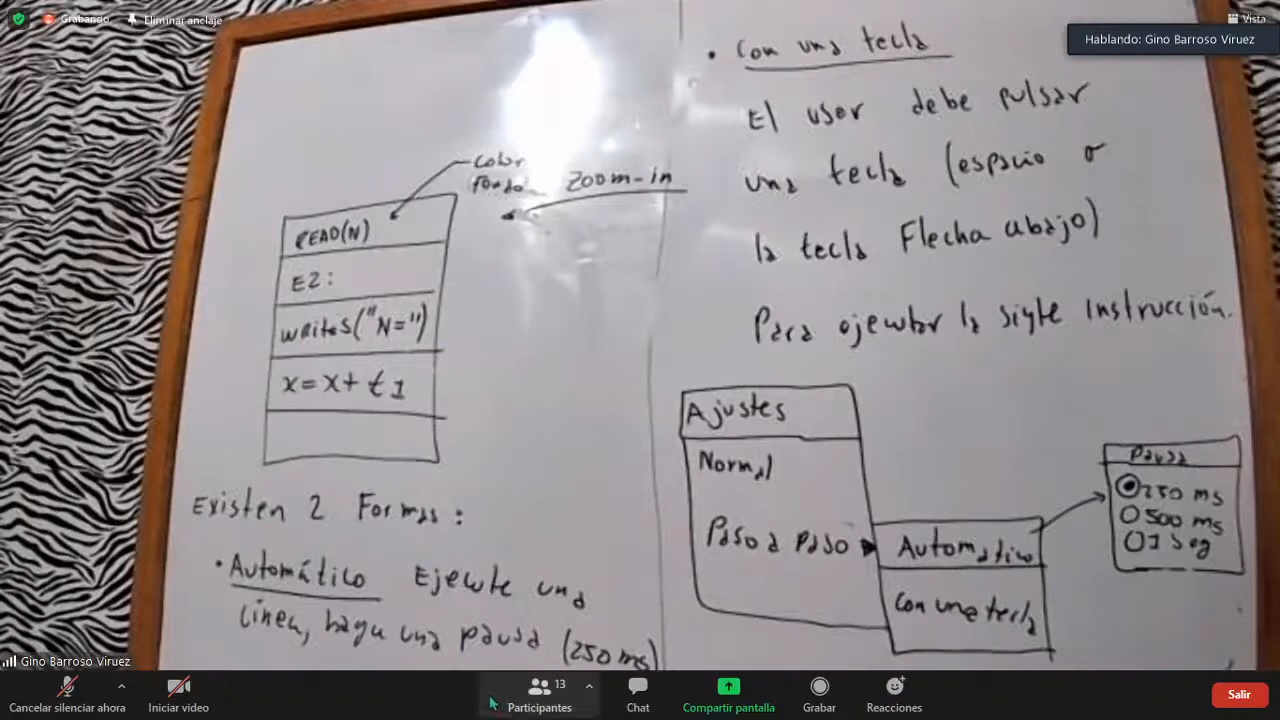 Grabando
Eliminar anclaje
Vista
Hablando: Gino Barroso Viruez
color
fondo
zoom-in
READ(N)
E2:
writeS("N=")
x=x+t1
Existen 2 Formas:
• Automático Ejecute una
linea, haga una pausa (250 ms)
• Con una tecla
El user debe pulsar
una tecla (espacio o
la tecla Flecha abajo)
Para ejecutar la sigte instrucción.
Ajustes
Normal
Paso a paso
Automatico
Con una tecla
Pausa
250 ms
500 ms
1 Seg
Gino Barroso Viruez
Cancelar silenciar ahora
Iniciar video
13
Participantes
Chat
Compartir pantalla
Grabar
Reacciones
Salir